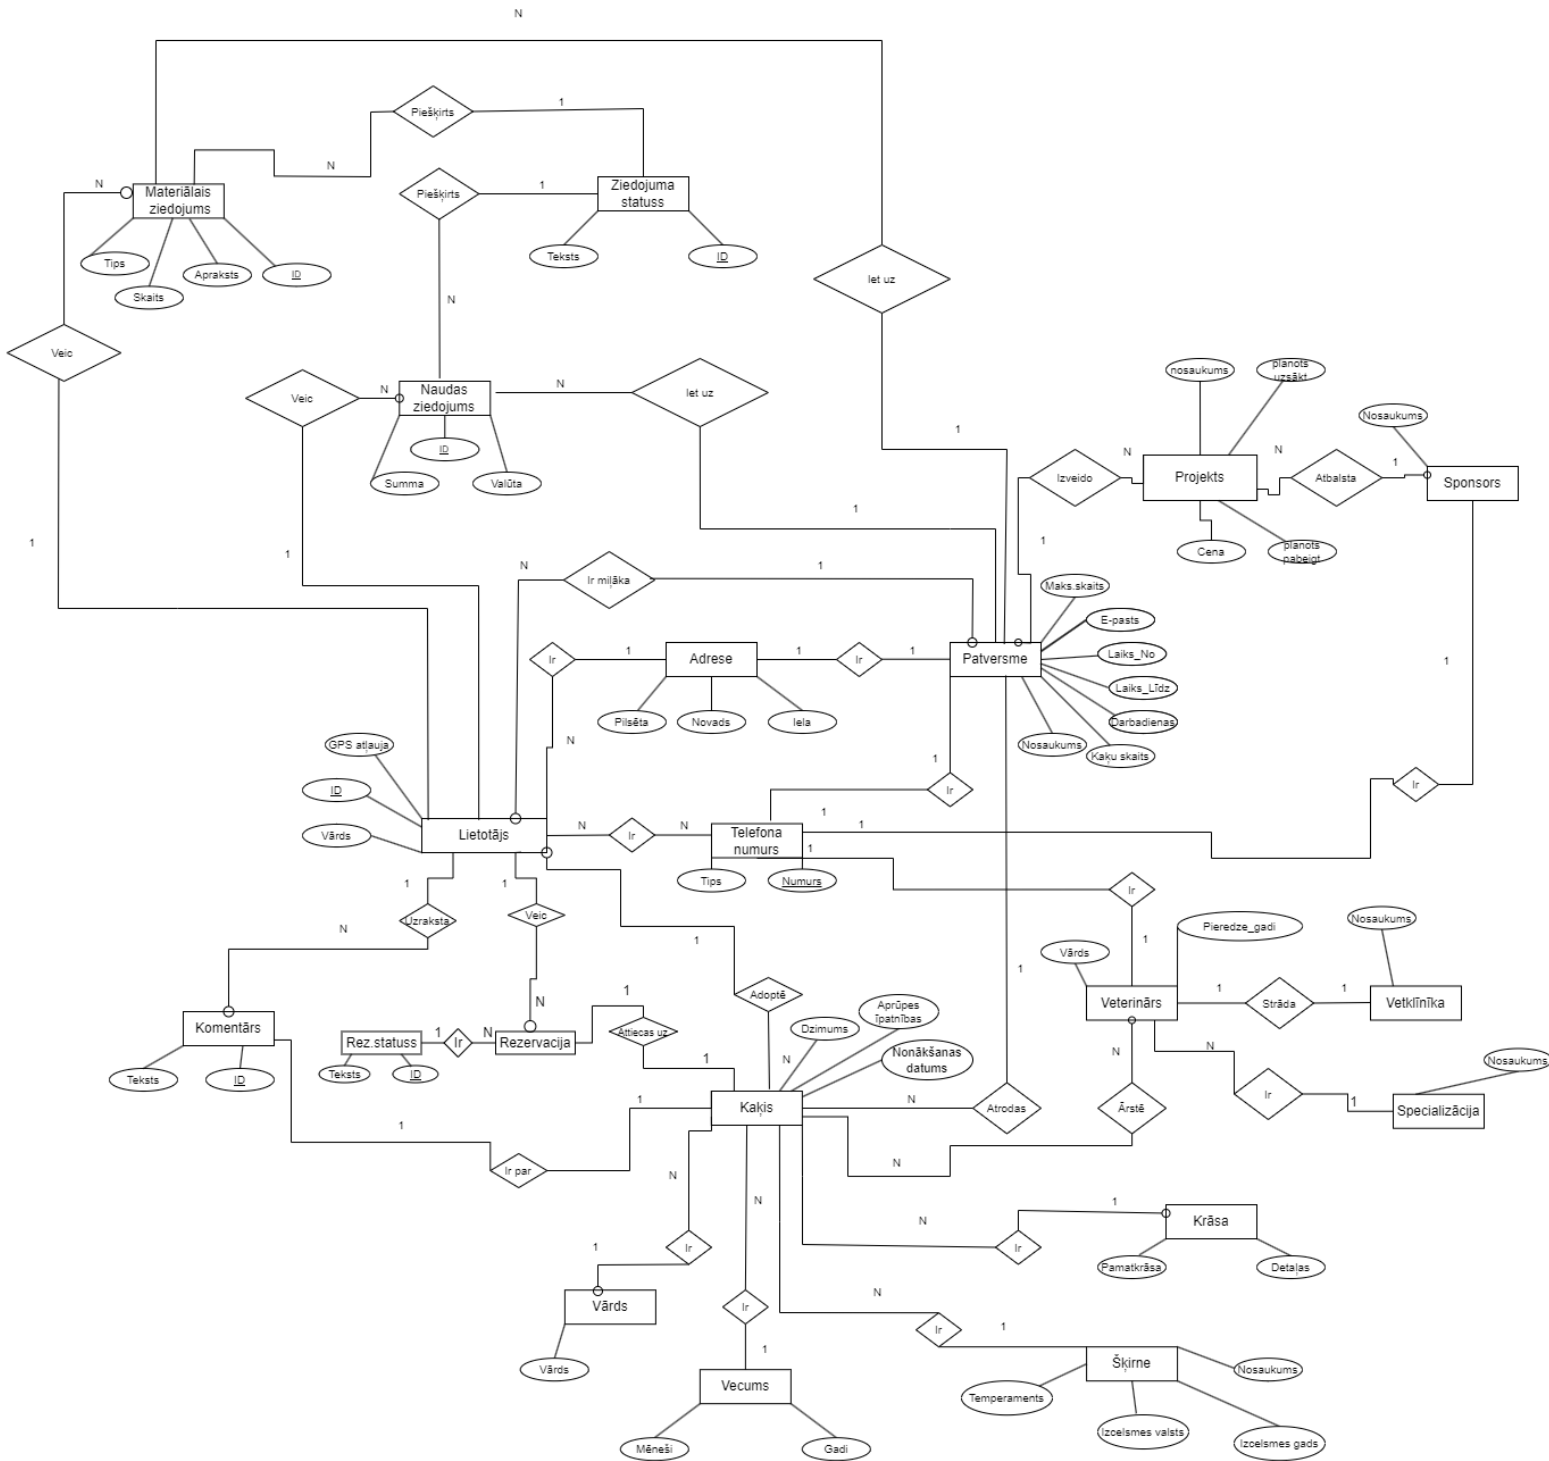 N
Piešķirts
1
N
Piešķirts
1
Ziedojuma
statuss
N
Materiālais
ziedojums
Tips
Skaits
Apraksts
ID
Teksts
ID
Iet uz
N
Veic
Veic
N
Naudas
ziedojums
N
Iet uz
ID
Summa
Valūta
1
nosaukums
planots
uzsākt
Nosaukums
N
N
1
Izveido
Projekts
Atbalsta
Sponsors
1
1
1
1
Cena
planots
pabeigt
N
Ir miļāka
1
Maks.skaits
E-pasts
Laiks_No
Laiks_Līdz
Darbadienas
Kaķu skaits
Nosaukums
Ir
1
Adrese
1
Ir
1
Patversme
1
Pilsēta
Novads
Iela
N
GPS atļauja
ID
Vārds
1
Ir
Ir
Lietotājs
N
Ir
N
Telefona
numurs
1
1
1
Tips
Numurs
Ir
1
1
Uzraksta
Veic
N
1
Adoptē
1
1
Pieredze_gadi
Nosaukums
Vārds
Veterinārs
1
Strāda
1
Vetklīnīka
Komentārs
Teksts
ID
Rez.statuss
1
Ir
N
N
Rezervacija
1
Attiecas uz
1
Teksts
ID
Dzimums
Aprūpes
īpatnības
Nonākšanas
datums
N
N
N
Nosaukums
1
1
Kaķis
N
Atrodas
Ārstē
Ir
1
Specializācija
Ir par
N
N
N
N
1
Krāsa
Ir
1
Ir
Pamatkrāsa
Detaļas
Vārds
Ir
N
Vārds
1
Ir
1
Šķirne
Nosaukums
Vecums
Temperaments
Izcelsmes valsts
Izcelsmes gads
Mēneši
Gadi